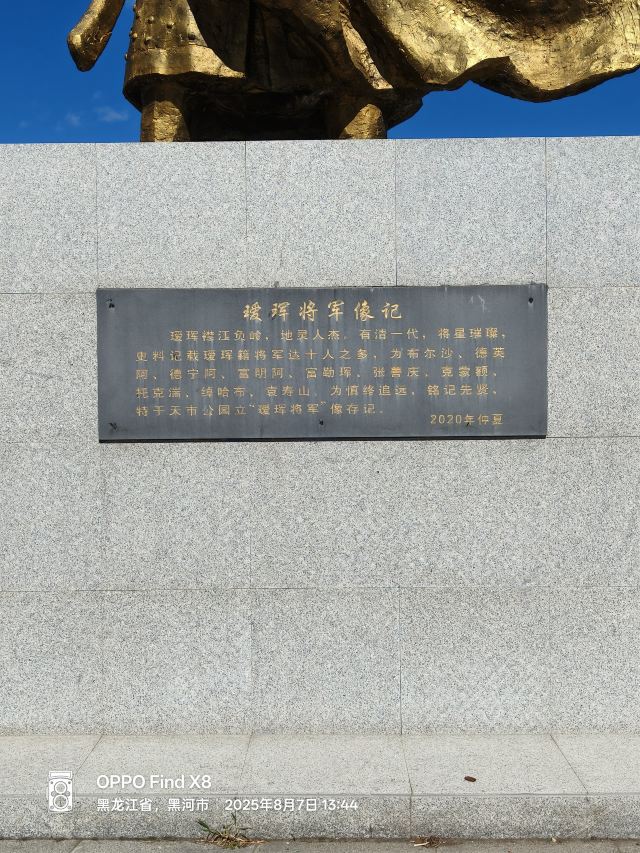 瑷珲将军像记
瑷珲襟江负岭，地灵人杰。有清一代，将星璀璨，
史料记载瑷珲籍将军达十人之多，为布尔沙、德英
阿、德宁阿、富明阿、富勒珲、张善庆、克蒙额、
托克湍、绰哈布、袁寿山。为慎终追远，铭记先贤、
特于天市公园立“瑷珲将军”像存记。
2020年仲夏
OPPO Find X8
黑龙江省，黑河市 2025年8月7日 13:44